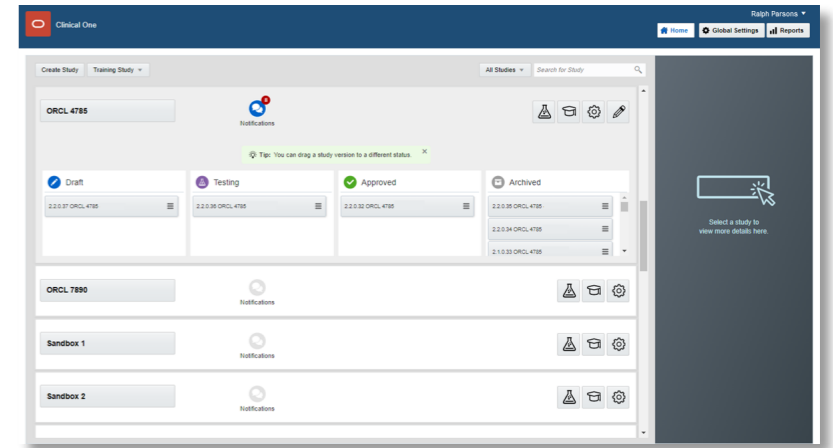 Ralph Parsons
Clinical One
Home Global Settings Reports
Create Study Training Study All Studies Search for Study
ORCL 4785
Notifications
Tip: You can drag a study version to a different status. ×
Draft Testing Approved Archived
2.2.0.37 ORCL 4785 2.2.0.36 ORCL 4785 2.2.0.32 ORCL 4785 2.2.0.35 ORCL 4785
2.2.0.34 ORCL 4785
2.1.0.33 ORCL 4785
Select a study to
view more details here.
ORCL 7890
Notifications
Sandbox 1
Notifications
Sandbox 2
Notifications